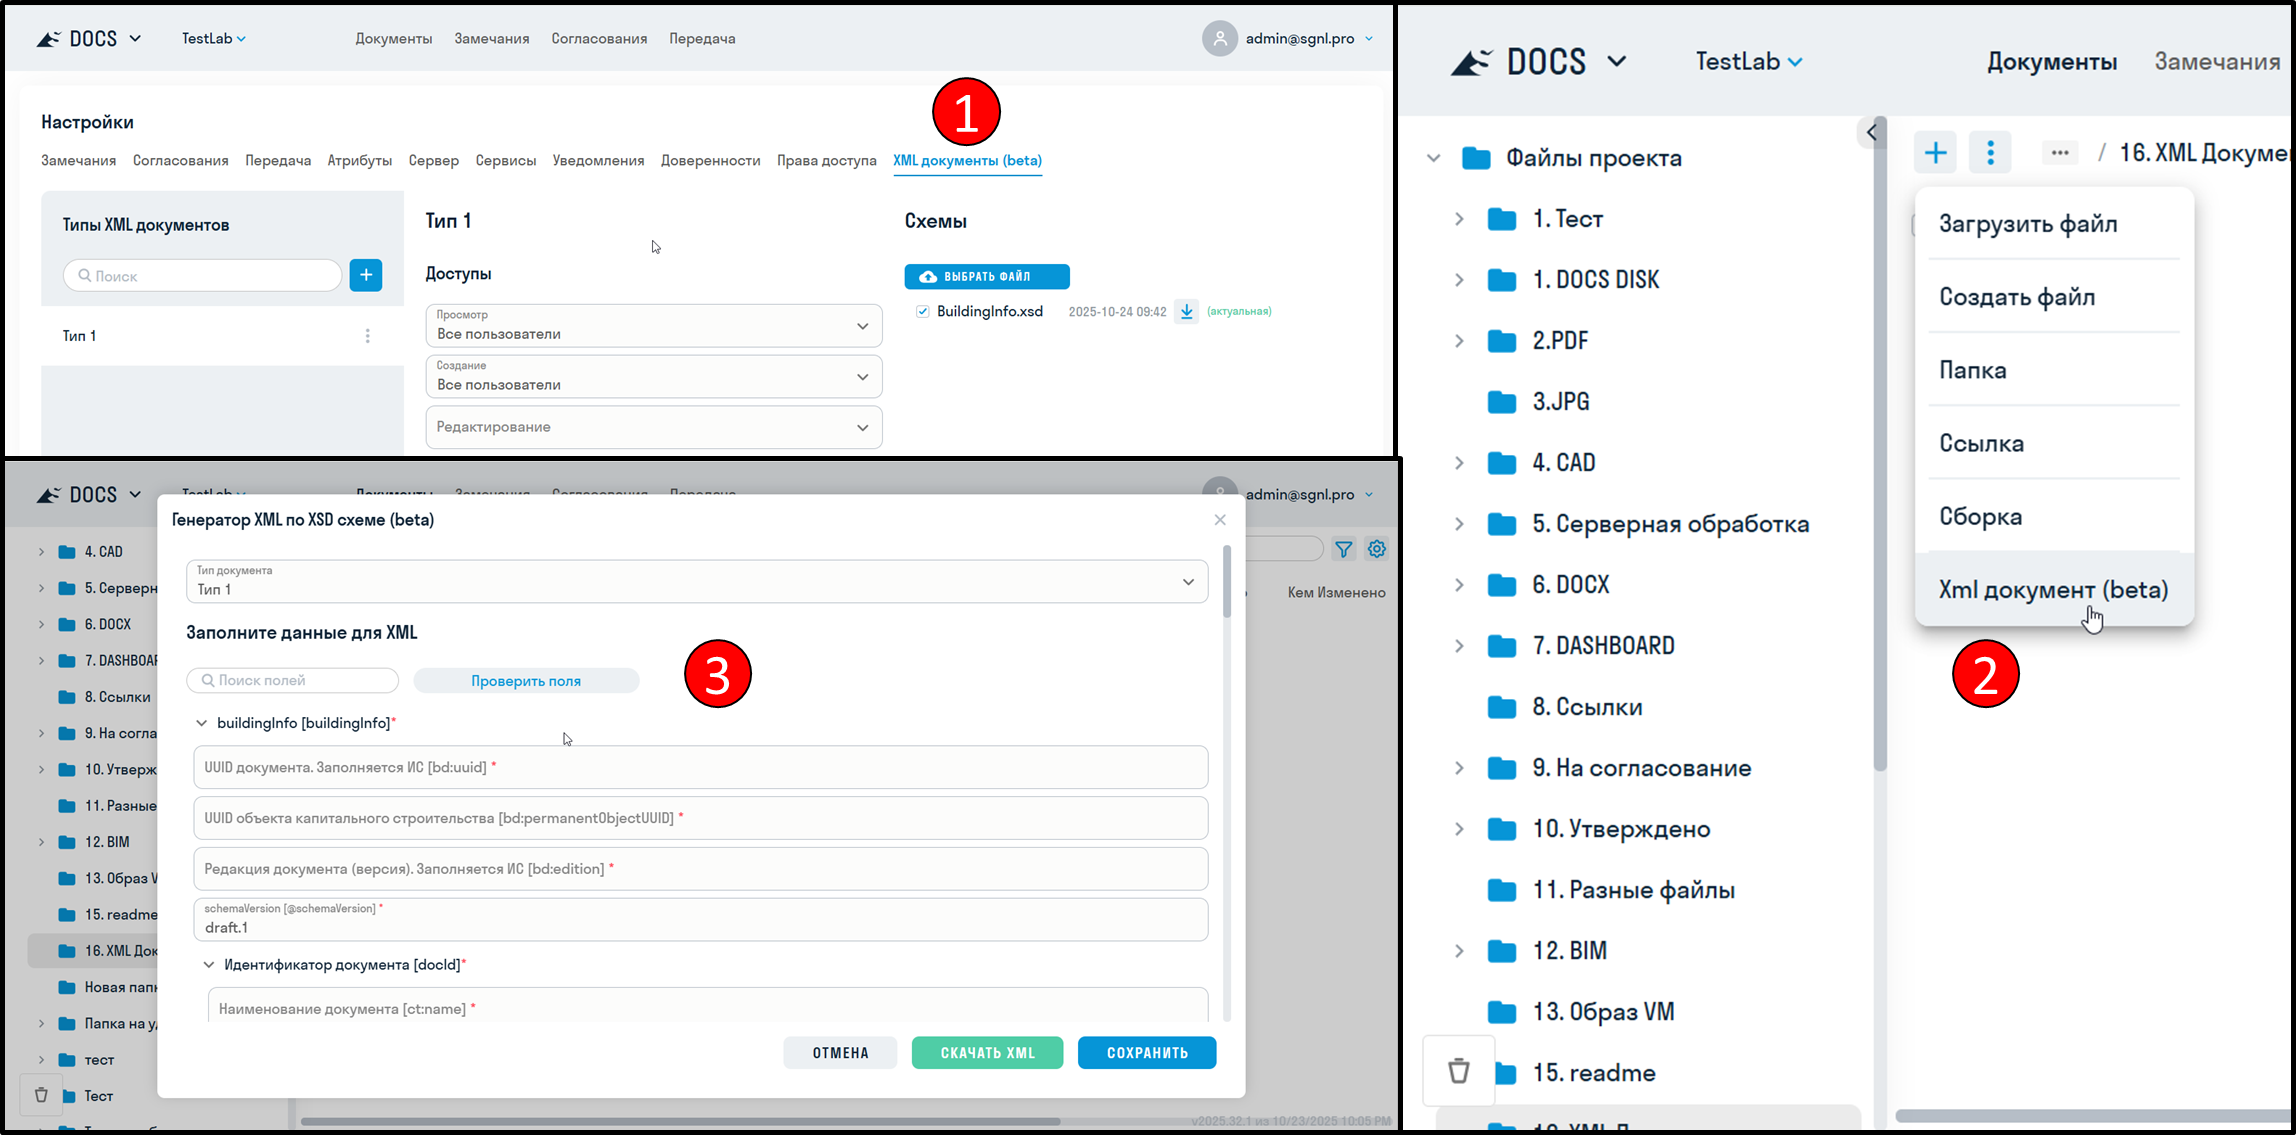 DOCS
TestLab
Документы
Замечания
Согласования
Передача
admin@sgnl.pro
1
Настройки
Замечания
Согласования
Передача
Атрибуты
Сервер
Сервисы
Уведомления
Доверенности
Права доступа
XML документы (beta)
Типы XML документов
Поиск
+
Тип 1
Тип 1
Доступы
Просмотр
Все пользователи
Создание
Все пользователи
Редактирование
Схемы
ВЫБРАТЬ ФАЙЛ
BuildingInfo.xsd
2025-10-24 09:42
(актуальная)
DOCS
TestLab
Документы
Замечания
Файлы проекта
1. Тест
1. DOCS DISK
2.PDF
3.JPG
4. CAD
5. Серверная обработка
6. DOCX
7. DASHBOARD
8. Ссылки
9. На согласование
10. Утверждено
11. Разные файлы
12. BIM
13. Образ VM
15. readme
+
...
/ 16. XML Докуме
Загрузить файл
Создать файл
Папка
Ссылка
Сборка
Xml документ (beta)
2
DOCS
admin@sgnl.pro
4. CAD
5. Серверн
6. DOCX
7. DASHBOAR
8. Ссылки
9. На согла
10. Утверж
11. Разные
12. BIM
13. Образ V
15. readme
16. XML Док
Новая пап
Папка на у
тест
Тест
Кем Изменено
Генератор XML по XSD схеме (beta)
Тип документа
Тип 1
Заполните данные для XML
Поиск полей
Проверить поля
3
buildingInfo [buildingInfo]*
UUID документа. Заполняется ИС [bd:uuid] *
UUID объекта капитального строительства [bd:permanentObjectUUID] *
Редакция документа (версия). Заполняется ИС [bd:edition] *
schemaVersion [@schemaVersion] *
draft.1
Идентификатор документа [docId]*
Наименование документа [ct:name] *
ОТМЕНА
СКАЧАТЬ XML
СОХРАНИТЬ
v2025.32.1 из 10/23/2025 10:05 PM